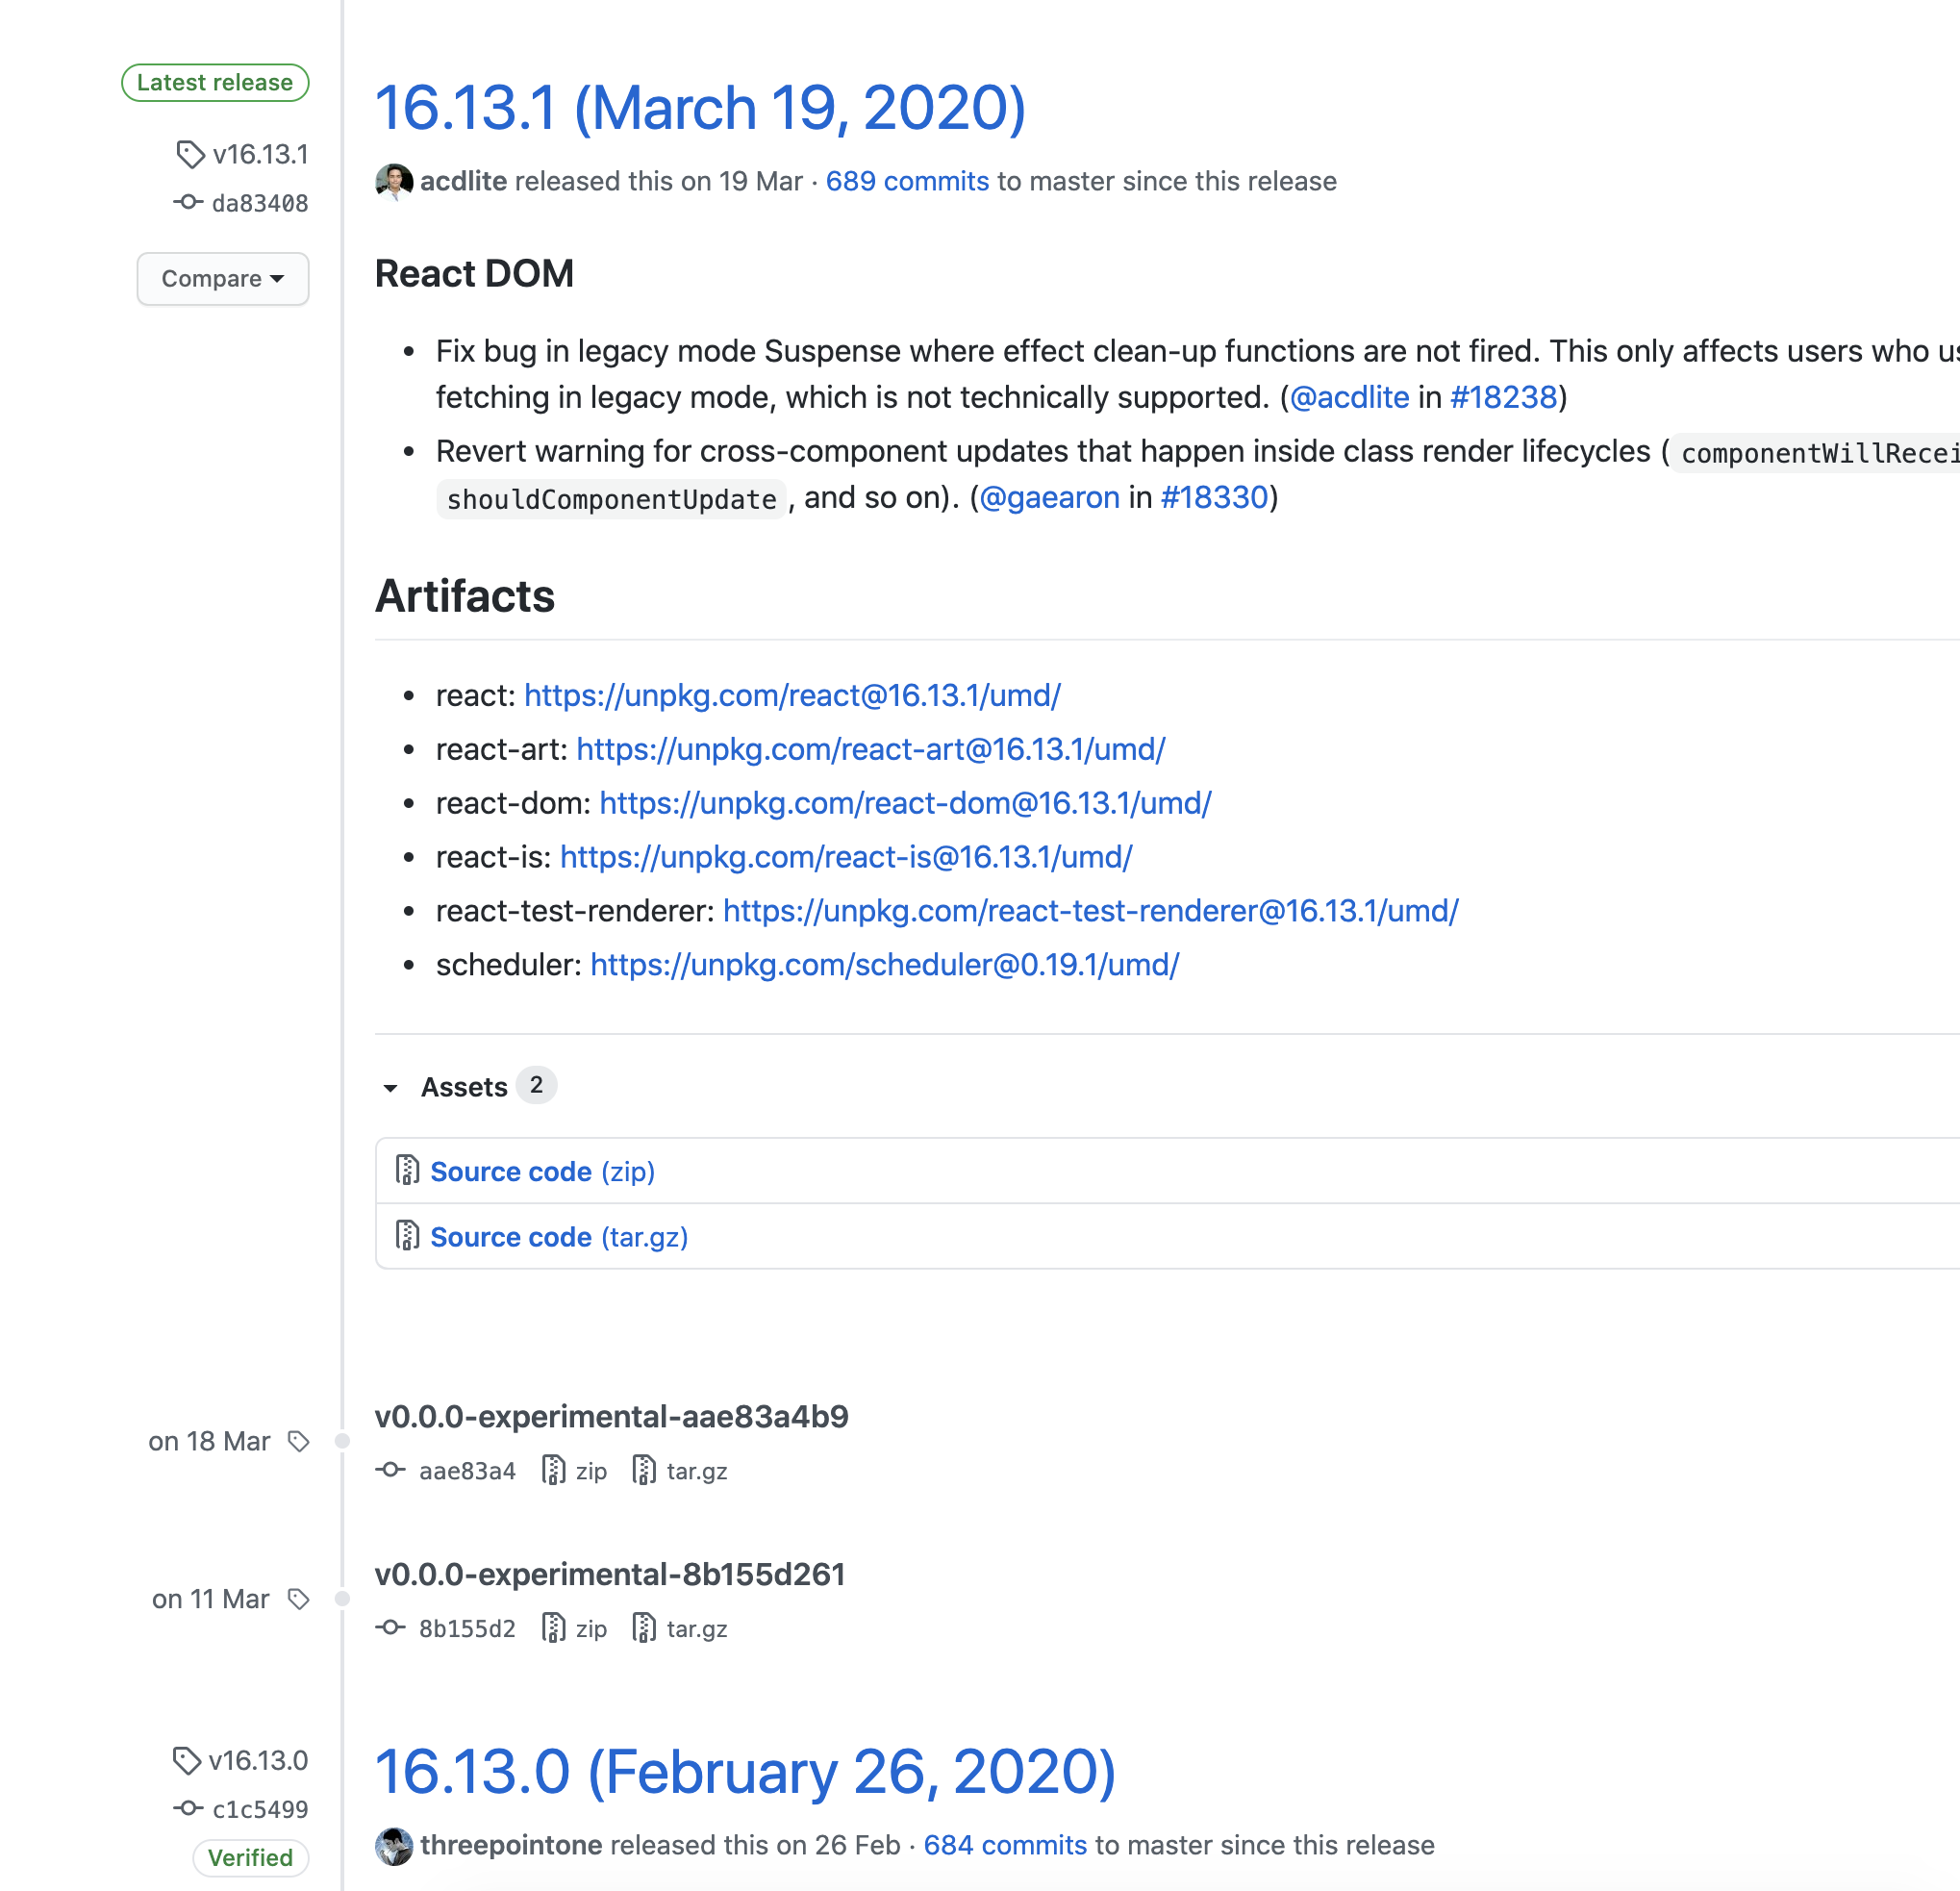 Latest release
v16.13.1
da83408
Compare
16.13.1 (March 19, 2020)
acdlite released this on 19 Mar · 689 commits to master since this release
React DOM
• Fix bug in legacy mode Suspense where effect clean-up functions are not fired. This only affects users who
fetching in legacy mode, which is not technically supported. (@acdlite in #18238)
• Revert warning for cross-component updates that happen inside class render lifecycles ( componentWillRecei
shouldComponentUpdate , and so on). (@gaearon in #18330)
Artifacts
• react: https://unpkg.com/react@16.13.1/umd/
• react-art: https://unpkg.com/react-art@16.13.1/umd/
• react-dom: https://unpkg.com/react-dom@16.13.1/umd/
• react-is: https://unpkg.com/react-is@16.13.1/umd/
• react-test-renderer: https://unpkg.com/react-test-renderer@16.13.1/umd/
• scheduler: https://unpkg.com/scheduler@0.19.1/umd/
Assets 2
Source code (zip)
Source code (tar.gz)
on 18 Mar
v0.0.0-experimental-aae83a4b9
aae83a4 zip tar.gz
on 11 Mar
v0.0.0-experimental-8b155d261
8b155d2 zip tar.gz
v16.13.0
c1c5499
Verified
16.13.0 (February 26, 2020)
threepointone released this on 26 Feb · 684 commits to master since this release